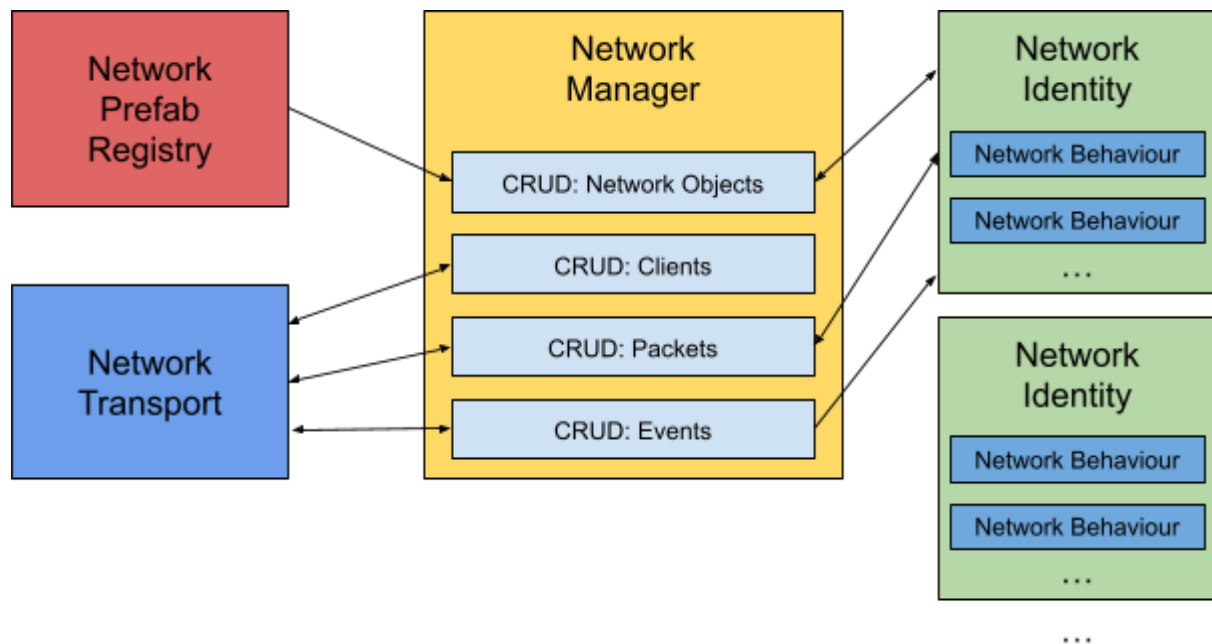 Network
Prefab
Registry
Network
Transport
Network
Manager
CRUD: Network Objects
CRUD: Clients
CRUD: Packets
CRUD: Events
Network
Identity
Network Behaviour
Network Behaviour
...
Network
Identity
Network Behaviour
Network Behaviour
...
...